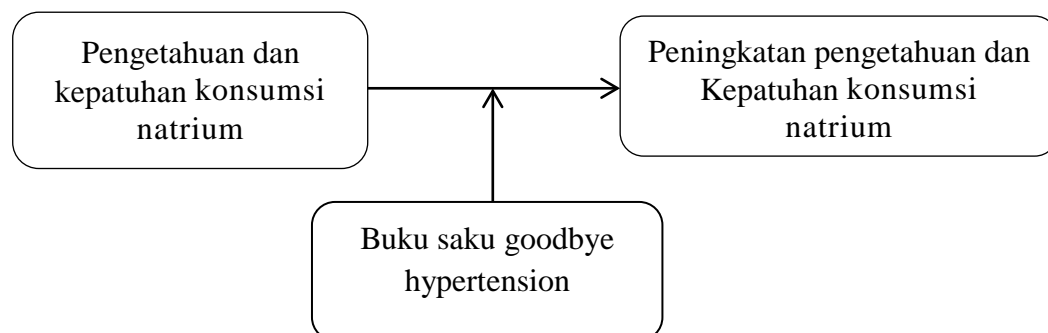 Pengetahuan dan
kepatuhan konsumsi
natrium
Peningkatan pengetahuan dan
Kepatuhan konsumsi
natrium
Buku saku goodbye
hypertension